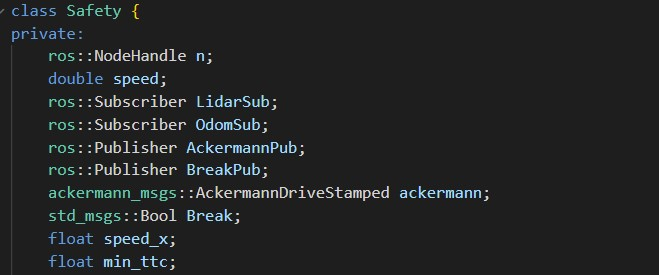 class Safety {
private:
    ros::NodeHandle n;
    double speed;
    ros::Subscriber LidarSub;
    ros::Subscriber OdomSub;
    ros::Publisher AckermannPub;
    ros::Publisher BreakPub;
    ackermann_msgs::AckermannDriveStamped ackermann;
    std_msgs::Bool Break;
    float speed_x;
    float min_ttc;